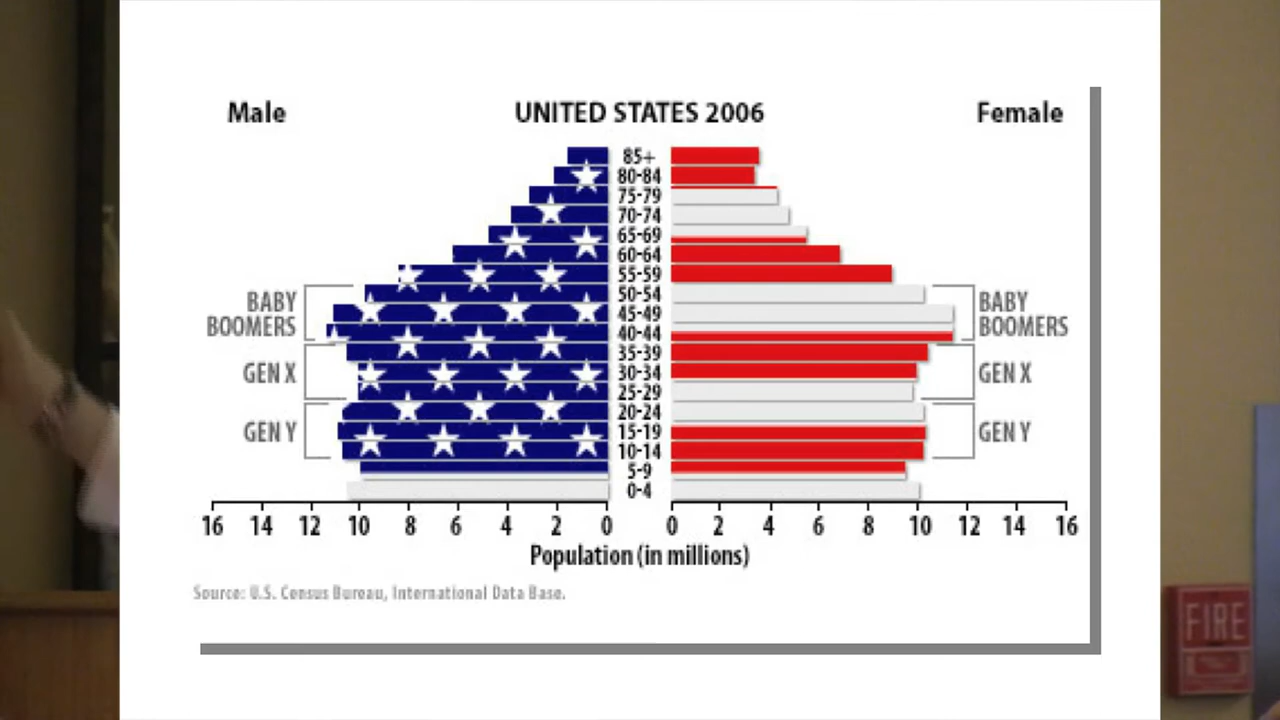 Male
UNITED STATES 2006
Female
85+
80-84
75-79
70-74
65-69
60-64
55-59
50-54
45-49
40-44
35-39
30-34
25-29
20-24
15-19
10-14
5-9
0-4
BABY
BOOMERS
GEN X
GEN Y
BABY
BOOMERS
GEN X
GEN Y
16 14 12 10 8 6 4 2 0
0 2 4 6 8 10 12 14 16
Population (in millions)
Source: U.S. Census Bureau, International Data Base.
FIRE